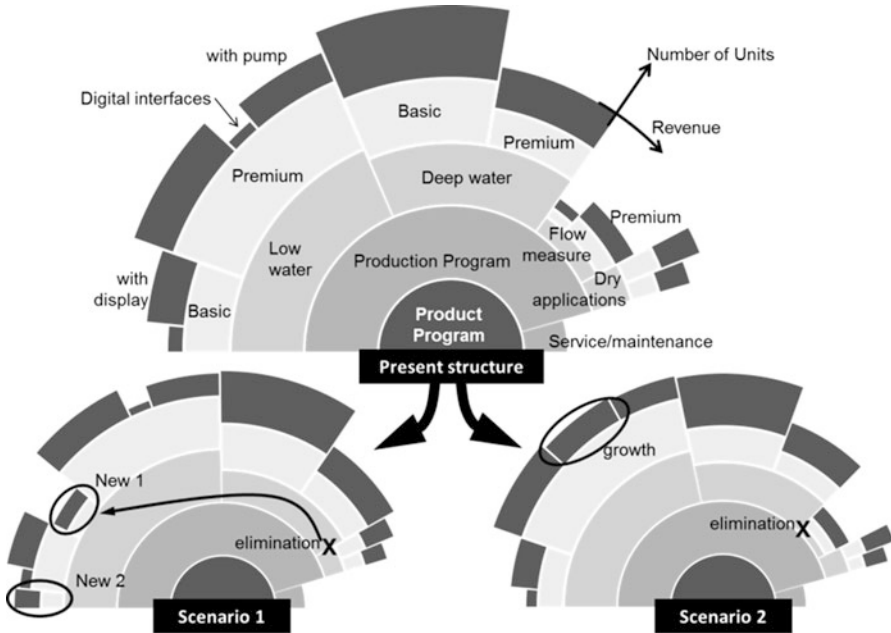 with pump
Digital interfaces
Number of Units
Revenue
Basic
Premium
Premium
Deep water
Premium
Flow
measure
Low
water
Production Program
with
display
Basic
Dry
applications
Product
Program
Service/maintenance
Present structure
New 1
growth
elimination
X
elimination
X
New 2
Scenario 1
Scenario 2